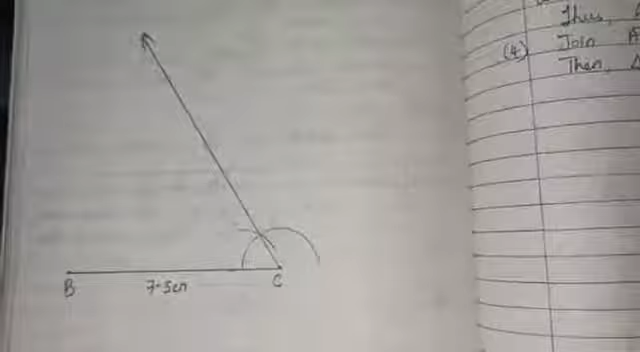 Thus,
(4) Join
Then, Δ
B 7.5cm C